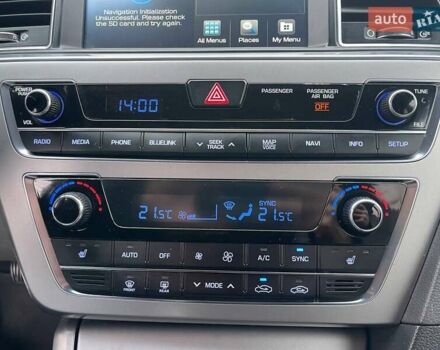 auto RIA
Navigation Initialization
Unsuccessful. Please check
the SD card and try again.
All Menus Places My Menu
POWER
PUSH
VOL
14:00
PASSENGER PASSENGER
AIR BAG
OFF
TUNE
FILE
RADIO MEDIA PHONE BLUELINK SEEK
TRACK MAP
VOICE NAVI INFO SETUP
21.5°C SYNC 21.5°C
AUTO OFF A/C SYNC
FRONT REAR MODE